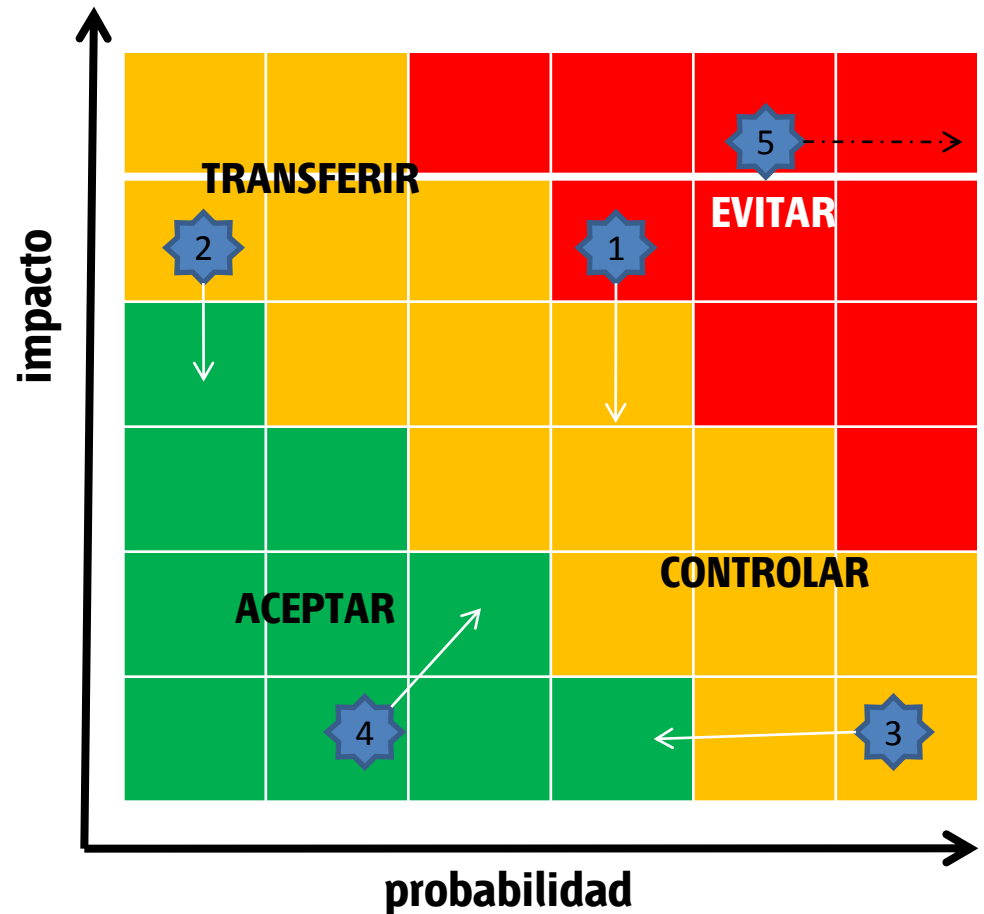 5
TRANSFERIR
EVITAR
2
1
impacto
CONTROLAR
ACEPTAR
4
3
probabilidad